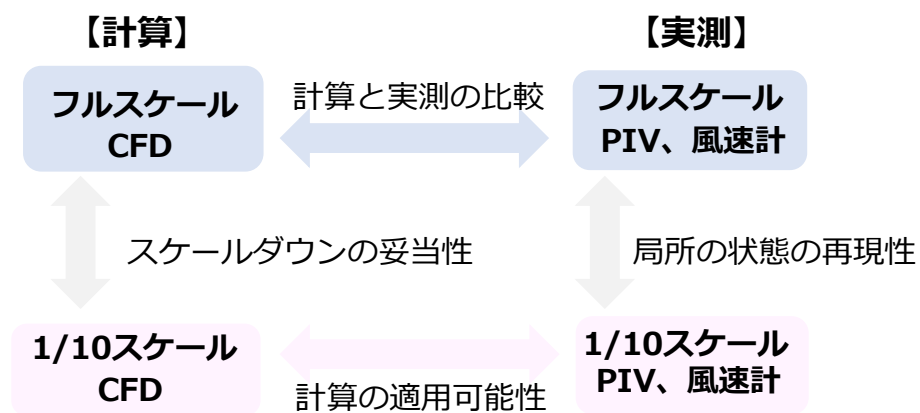 【計算】
【実測】
フルスケール
CFD
計算と実測の比較
フルスケール
PIV、風速計
スケールダウンの妥当性
局所の状態の再現性
1/10スケール
CFD
計算の適用可能性
1/10スケール
PIV、風速計